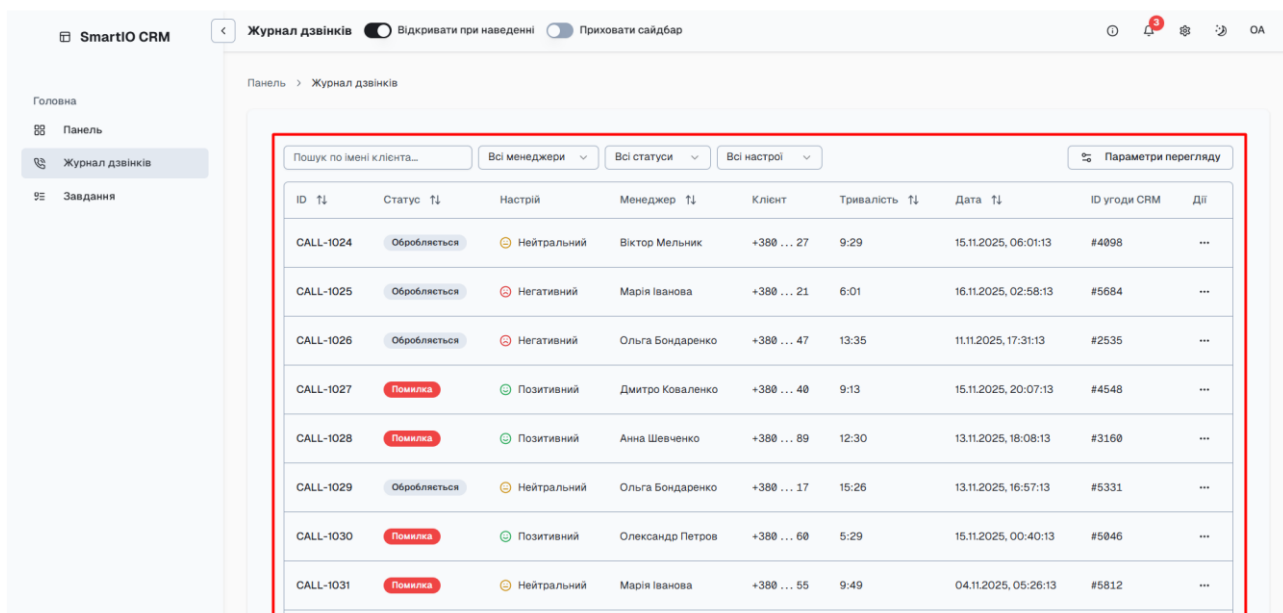 SmartIO CRM
Журнал дзвінків Відкривати при наведенні Приховати сайдбар 3 OA
Панель > Журнал дзвінків
Головна
Панель
Журнал дзвінків
Завдання
Пошук по імені клієнта... Всі менеджери Всі статуси Всі настрої Параметри перегляду
ID Статус Настрій Менеджер Клієнт Тривалість Дата ID угоди CRM Дії
CALL-1024 Обробляється Нейтральний Віктор Мельник +380 ... 27 9:29 15.11.2025, 06:01:13 #4098 ...
CALL-1025 Обробляється Негативний Марія Іванова +380 ... 21 6:01 16.11.2025, 02:58:13 #5684 ...
CALL-1026 Обробляється Негативний Ольга Бондаренко +380 ... 47 13:35 11.11.2025, 17:31:13 #2535 ...
CALL-1027 Помилка Позитивний Дмитро Коваленко +380 ... 40 9:13 15.11.2025, 20:07:13 #4548 ...
CALL-1028 Помилка Позитивний Анна Шевченко +380 ... 89 12:30 13.11.2025, 18:08:13 #3160 ...
CALL-1029 Обробляється Нейтральний Ольга Бондаренко +380 ... 17 15:26 13.11.2025, 16:57:13 #5331 ...
CALL-1030 Помилка Позитивний Олександр Петров +380 ... 60 5:29 15.11.2025, 00:40:13 #5046 ...
CALL-1031 Помилка Нейтральний Марія Іванова +380 ... 55 9:49 04.11.2025, 05:26:13 #5812 ...